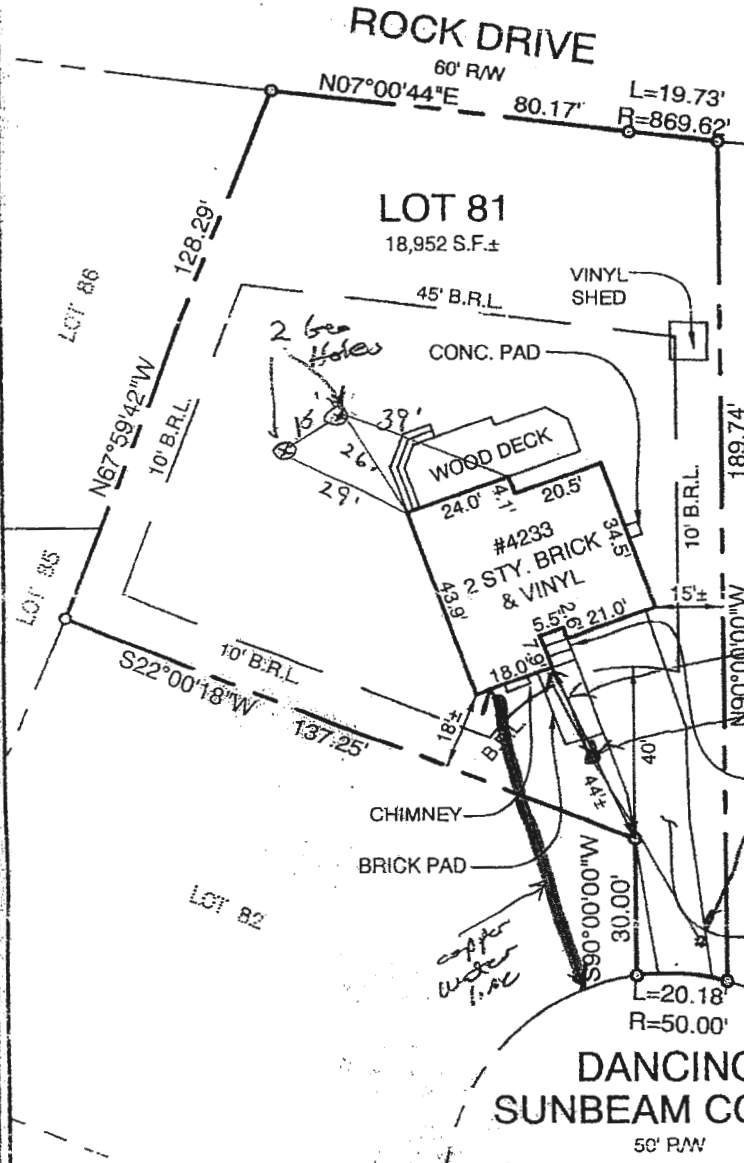 ROCK DRIVE
60' R/W
N07°00'44"E
80.17'
L=19.73'
R=869.62'
LOT 81
18,952 S.F.±
128.29'
LOT 86
VINYL
SHED
45' B.R.L.
2 Geo
Holes
CONC. PAD
15'
39'
26'
29'
WOOD DECK
N67°59'42"W
10' B.R.L.
189.74'
10' B.R.L.
24.0'
4.1'
20.5'
#4233
2 STY. BRICK
& VINYL
34.5'
43.9'
LOT 85
15'±
N90°00'00"W
5.5'
2.6'
21.0'
7.9'
18.0'
10' B.R.L.
S22°00'18"W
137.25'
18'±
B.R.L.
40'
44'±
CHIMNEY
BRICK PAD
S90°00'00"W
30.00'
LOT 82
copper
water
line
L=20.18'
R=50.00'
DANCING
SUNBEAM CO
50' R/W